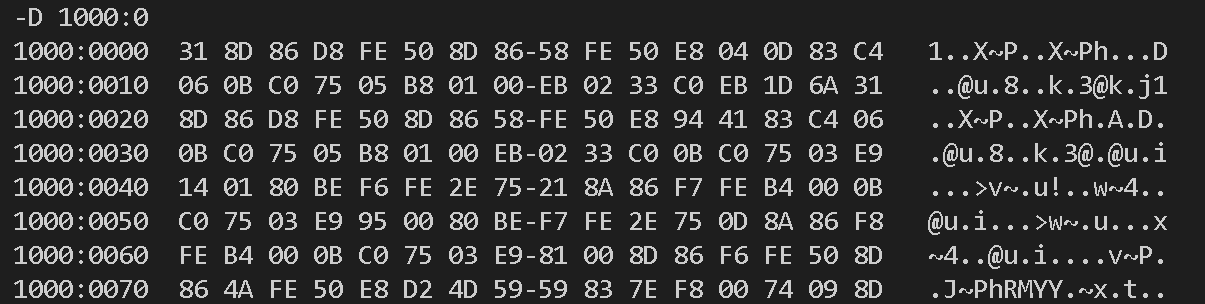 -D 1000:0
1000:0000  31 8D 86 D8 FE 50 8D 86-58 FE 50 E8 04 0D 83 C4   1..X~P..X~Ph...D
1000:0010  06 0B C0 75 05 B8 01 00-EB 02 33 C0 EB 1D 6A 31   ..@u.8..k.3@k.j1
1000:0020  8D 86 D8 FE 50 8D 86 58-FE 50 E8 94 41 83 C4 06   ..X~P..X~Ph.A.D.
1000:0030  0B C0 75 05 B8 01 00 EB-02 33 C0 0B C0 75 03 E9   .@u.8..k.3@.@u.i
1000:0040  14 01 80 BE F6 FE 2E 75-21 8A 86 F7 FE B4 00 0B   ...>v~.u!..w~4..
1000:0050  C0 75 03 E9 95 00 80 BE-F7 FE 2E 75 0D 8A 86 F8   @u.i...>w~.u...x
1000:0060  FE B4 00 0B C0 75 03 E9-81 00 8D 86 F6 FE 50 8D   ~4..@u.i....v~P.
1000:0070  86 4A FE 50 E8 D2 4D 59-59 83 7E F8 00 74 09 8D   .J~PhRMYY.~x.t..